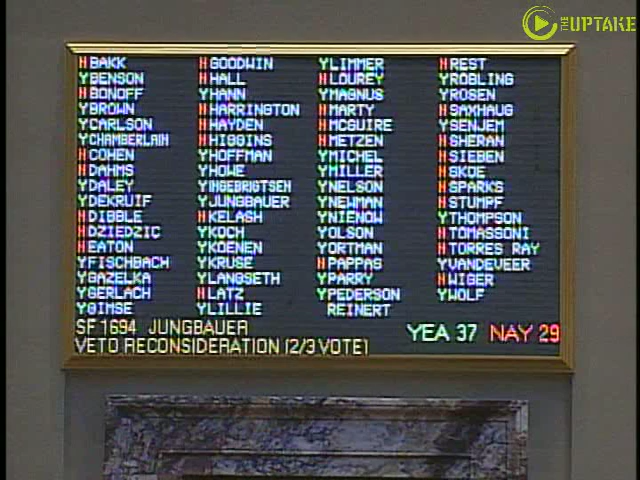 THE UPTAKE
N BAKK
Y BENSON
N BONOFF
Y BROWN
Y CARLSON
Y CHAMBERLAIN
N COHEN
N DAHMS
Y DALEY
Y DEKRUIF
N DIBBLE
N DZIEDZIC
N EATON
Y FISCHBACH
Y GAZELKA
Y GERLACH
Y GIMSE
N GOODWIN
N HALL
Y HANN
N HARRINGTON
N HAYDEN
N HIGGINS
Y HOFFMAN
Y HOWE
Y INGEBRIGTSEN
Y JUNGBAUER
N KELASH
Y KOCH
Y KOENEN
Y KRUSE
Y LANGSETH
N LATZ
Y LILLIE
Y LIMMER
N LOUREY
Y MAGNUS
N MARTY
N MCGUIRE
N METZEN
Y MICHEL
Y MILLER
Y NELSON
Y NEWMAN
Y NIENOW
Y OLSON
Y ORTMAN
N PAPPAS
Y PARRY
Y PEDERSON
REINERT
N REST
Y ROBLING
Y ROSEN
N SAXHAUG
Y SENJEM
N SHERAN
N SIEBEN
N SKOE
N SPARKS
N STUMPF
Y THOMPSON
N TOMASSONI
N TORRES RAY
Y VANDEVEER
N WIGER
Y WOLF
SF 1694 JUNGBAUER
YEA 37 NAY 29
VETO RECONSIDERATION (2/3 VOTE)